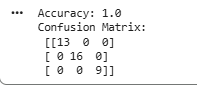 Accuracy: 1.0
Confusion Matrix:
[[13 0 0]
[ 0 16 0]
[ 0 0 9]]